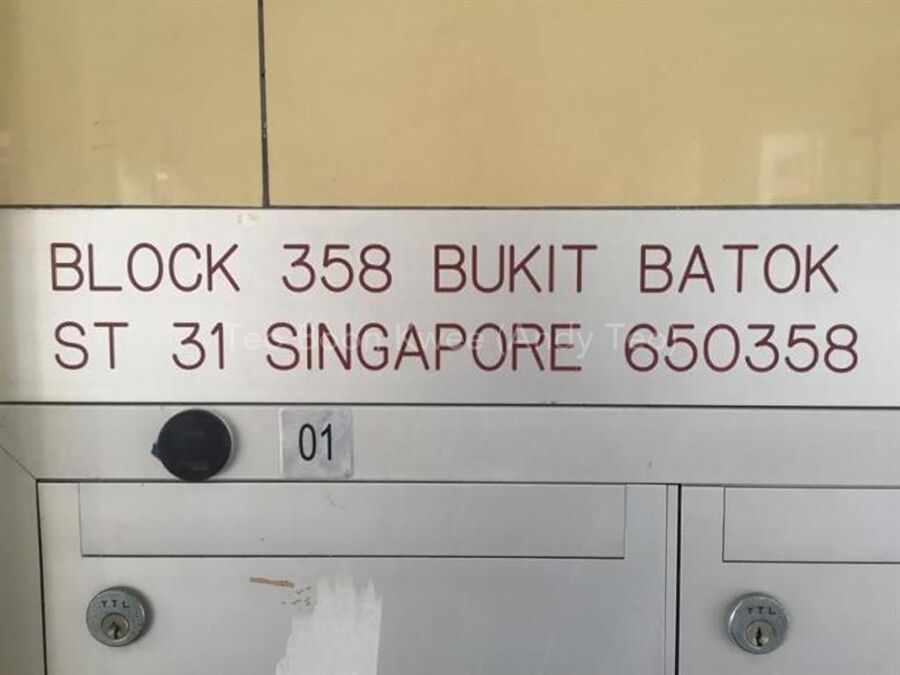 BLOCK 358 BUKIT BATOK
ST 31 SINGAPORE 650358
01
YTL
YTL